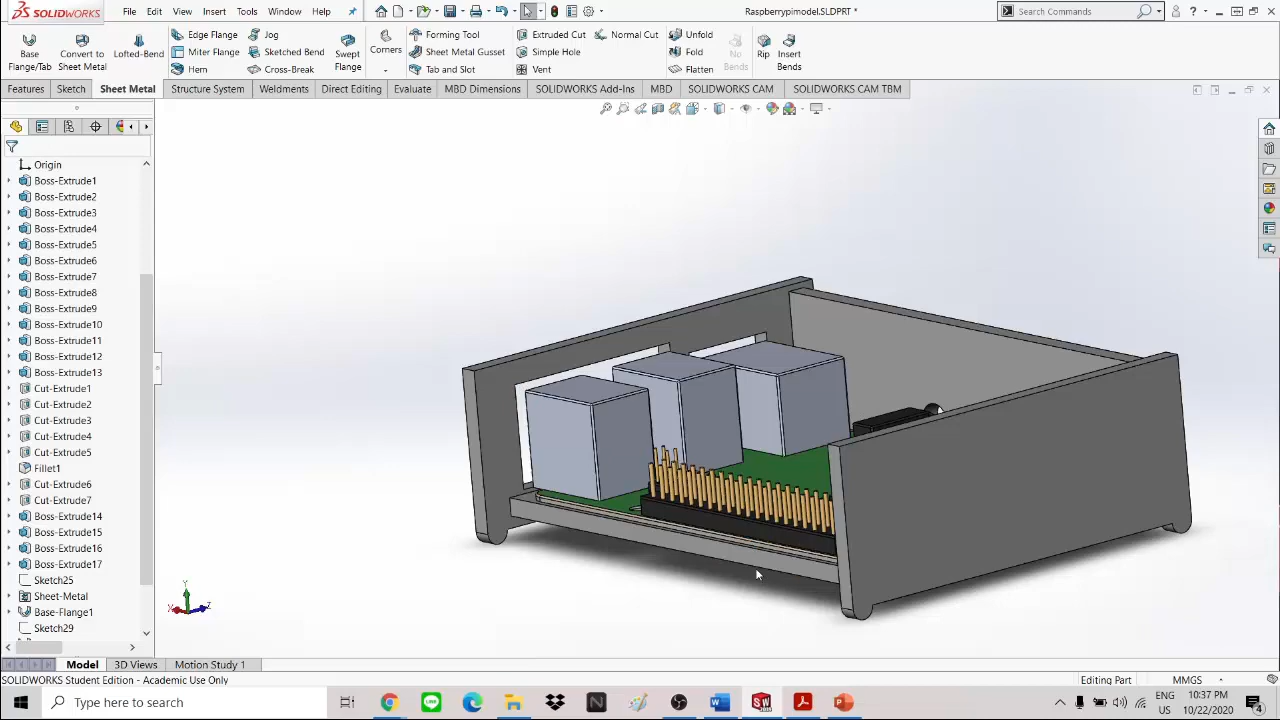 SOLIDWORKS File Edit View Insert Tools Window Help Raspberrypimodel.SLDPRT * Search Commands
Base Flange/Tab
Convert to Sheet Metal
Lofted-Bend
Edge Flange
Miter Flange
Hem
Jog
Sketched Bend
Cross-Break
Swept Flange
Corners
Forming Tool
Sheet Metal Gusset
Tab and Slot
Extruded Cut
Simple Hole
Vent
Normal Cut
Unfold
Fold
Flatten
No Bends
Rip
Insert Bends
Features Sketch Sheet Metal Structure System Weldments Direct Editing Evaluate MBD Dimensions SOLIDWORKS Add-Ins MBD SOLIDWORKS CAM SOLIDWORKS CAM TBM
Origin
Boss-Extrude1
Boss-Extrude2
Boss-Extrude3
Boss-Extrude4
Boss-Extrude5
Boss-Extrude6
Boss-Extrude7
Boss-Extrude8
Boss-Extrude9
Boss-Extrude10
Boss-Extrude11
Boss-Extrude12
Boss-Extrude13
Cut-Extrude1
Cut-Extrude2
Cut-Extrude3
Cut-Extrude4
Cut-Extrude5
Fillet1
Cut-Extrude6
Cut-Extrude7
Boss-Extrude14
Boss-Extrude15
Boss-Extrude16
Boss-Extrude17
Sketch25
Sheet-Metal
Base-Flange1
Sketch29
Y
X Z
Model 3D Views Motion Study 1
SOLIDWORKS Student Edition - Academic Use Only Editing Part MMGS
Type here to search
ENG 10:37 PM
US 10/22/2020
4